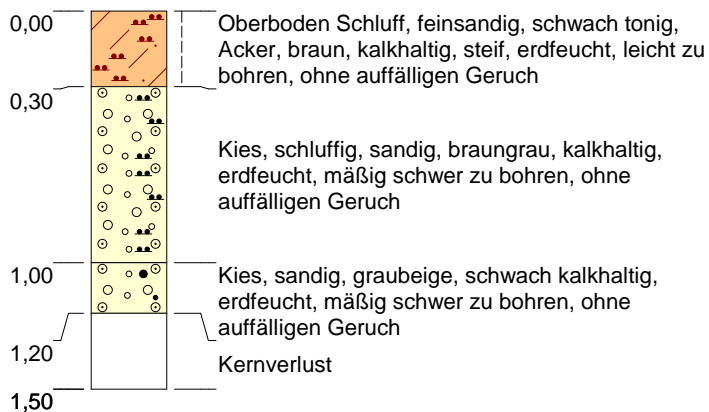 0,00
Oberboden Schluff, feinsandig, schwach tonig,
Acker, braun, kalkhaltig, steif, erdfeucht, leicht zu
bohren, ohne auffälligen Geruch
0,30
Kies, schluffig, sandig, braungrau, kalkhaltig,
erdfeucht, mäßig schwer zu bohren, ohne
auffälligen Geruch
1,00
Kies, sandig, graubeige, schwach kalkhaltig,
erdfeucht, mäßig schwer zu bohren, ohne
auffälligen Geruch
1,20
Kernverlust
1,50